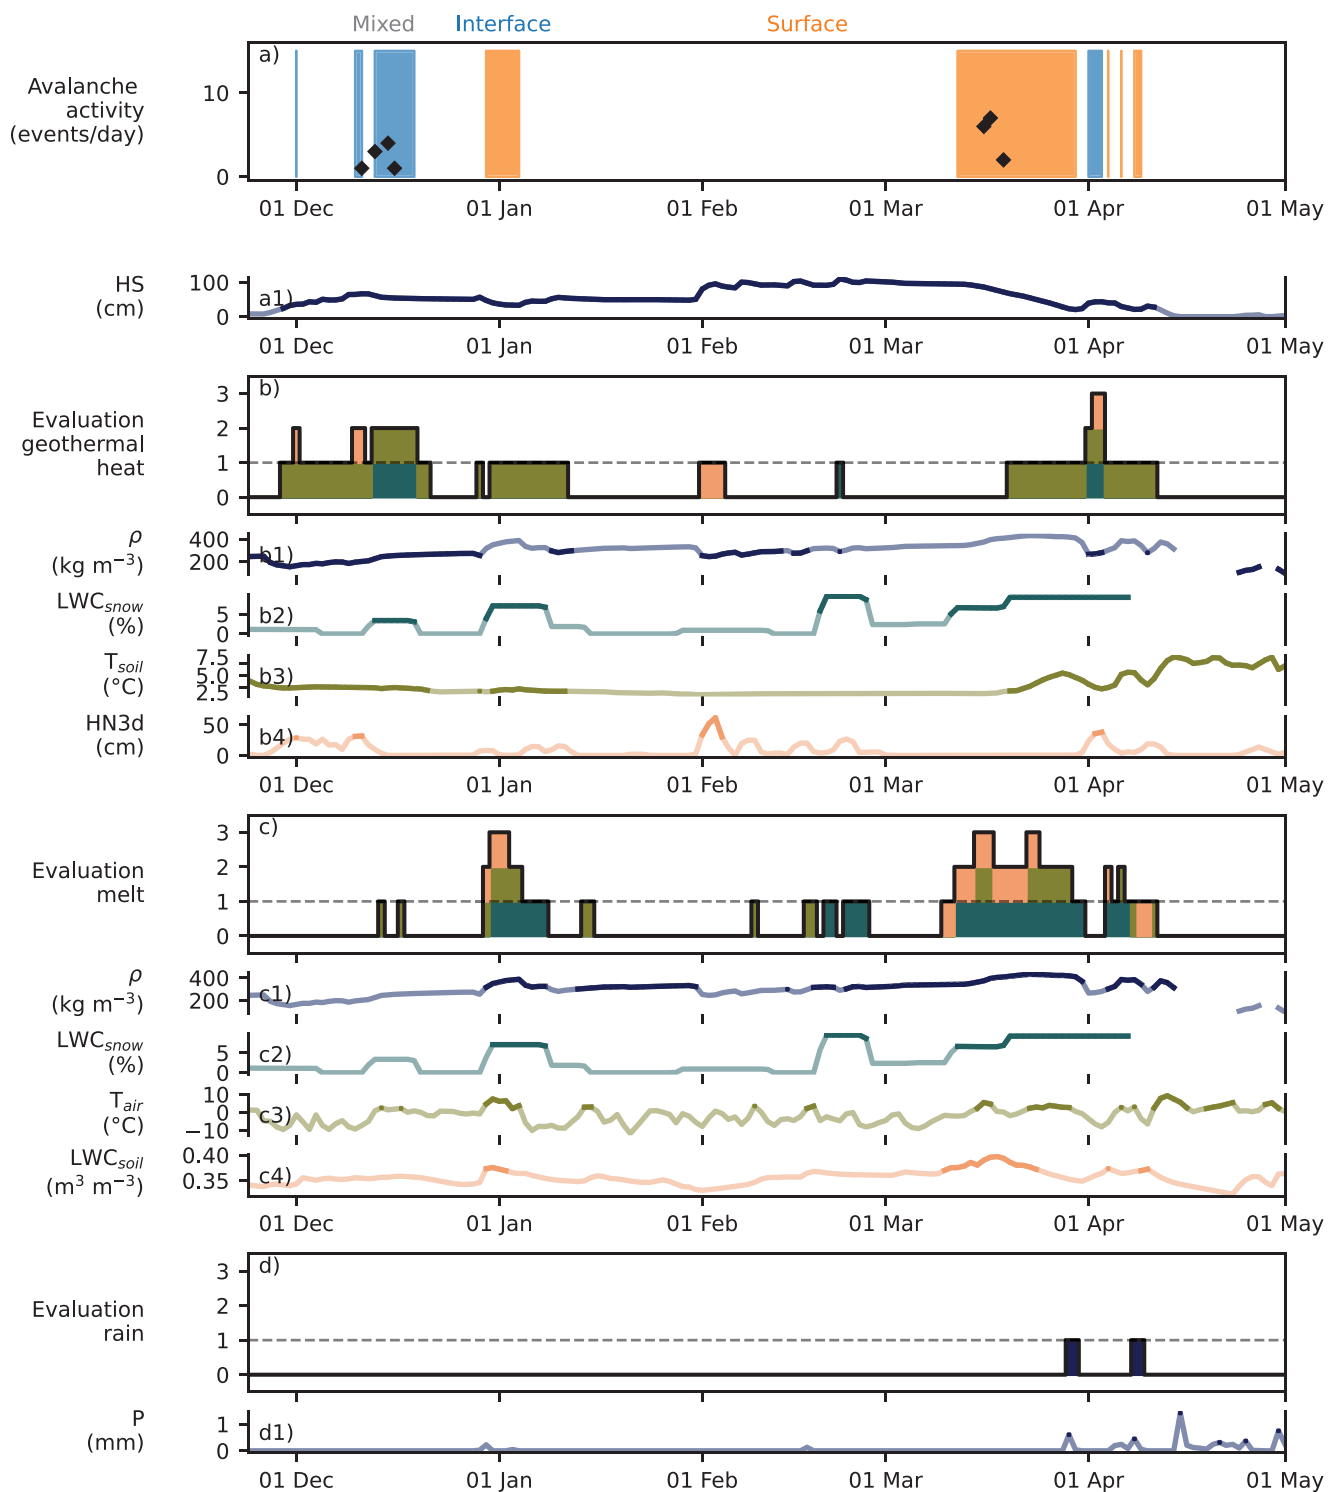 Mixed Interface Surface
a)
Avalanche
activity
(events/day)
10
0
01 Dec 01 Jan 01 Feb 01 Mar 01 Apr 01 May
HS
(cm)
100
0
a1)
01 Dec 01 Jan 01 Feb 01 Mar 01 Apr 01 May
b)
Evaluation
geothermal
heat
3
2
1
0
ρ
(kg m⁻³)
400
200
b1)
LWCsnow
(%)
5
0
b2)
Tsoil
(°C)
7.5
5.0
2.5
b3)
HN3d
(cm)
50
0
b4)
01 Dec 01 Jan 01 Feb 01 Mar 01 Apr 01 May
c)
Evaluation
melt
3
2
1
0
ρ
(kg m⁻³)
400
200
c1)
LWCsnow
(%)
5
0
c2)
Tair
(°C)
10
0
−10
c3)
LWCsoil
(m³ m⁻³)
0.40
0.35
c4)
01 Dec 01 Jan 01 Feb 01 Mar 01 Apr 01 May
d)
Evaluation
rain
3
2
1
0
P
(mm)
1
0
d1)
01 Dec 01 Jan 01 Feb 01 Mar 01 Apr 01 May